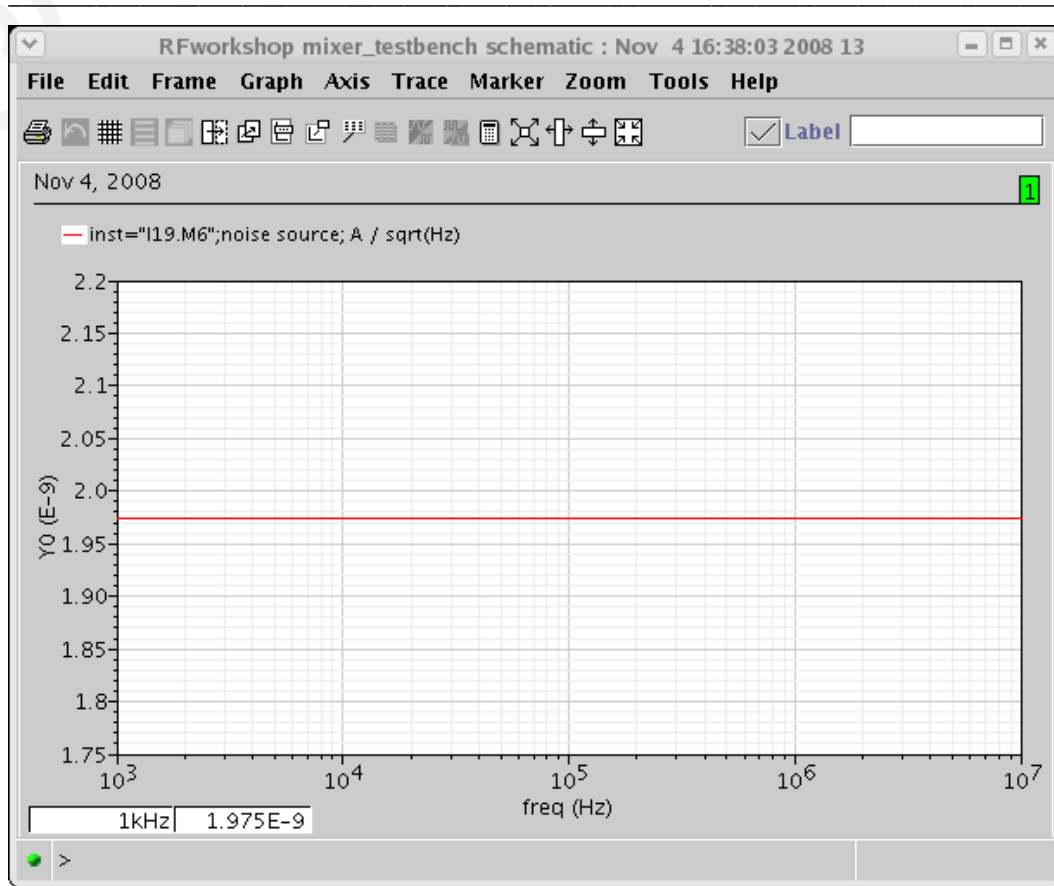 RFworkshop mixer_testbench schematic : Nov 4 16:38:03 2008 13
File Edit Frame Graph Axis Trace Marker Zoom Tools Help
Label
Nov 4, 2008
1
inst="I19.M6";noise source; A / sqrt(Hz)
2.2
2.15
2.1
2.05
2.0
1.95
1.90
1.85
1.8
1.75
Y0 (E-9)
10³ 10⁴ 10⁵ 10⁶ 10⁷
freq (Hz)
1kHz 1.975E-9
>